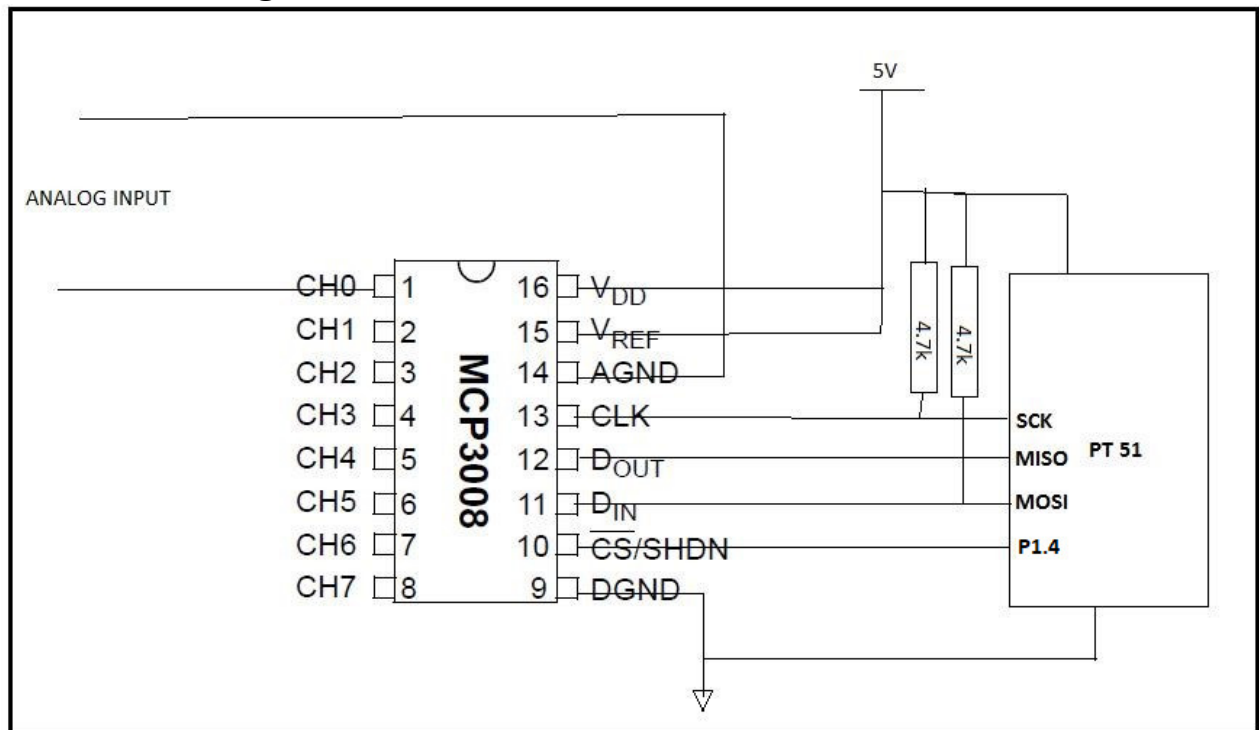 5V
ANALOG INPUT
CH0 1 16 VDD
CH1 2 15 VREF
CH2 3 14 AGND
CH3 4 13 CLK
CH4 5 12 DOUT
CH5 6 11 DIN
CH6 7 10 CS/SHDN
CH7 8 9 DGND
MCP3008
4.7k
4.7k
SCK
MISO
MOSI
P1.4
PT 51